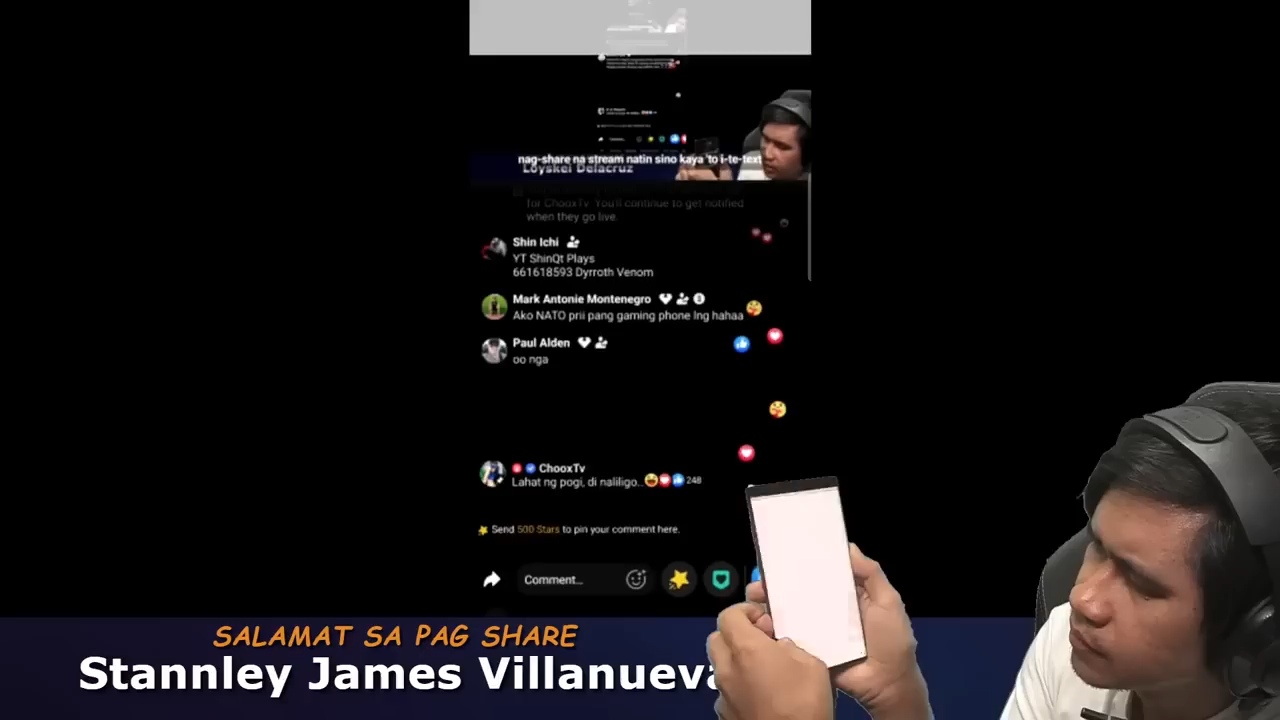 nag-share na stream natin sino kaya 'to i-te-text
Loyskei Delacruz
for ChooxTv. You'll continue to get notified
when they go live.
Shin Ichi
YT ShinQt Plays
661618593 Dyrroth Venom
Mark Antonie Montenegro
Ako NATO prii pang gaming phone lng hahaa
Paul Alden
oo nga
ChooxTv
Lahat ng pogi, di naliligo.. 248
Send 500 Stars to pin your comment here.
Comment...
SALAMAT SA PAG SHARE
Stannley James Villanueva